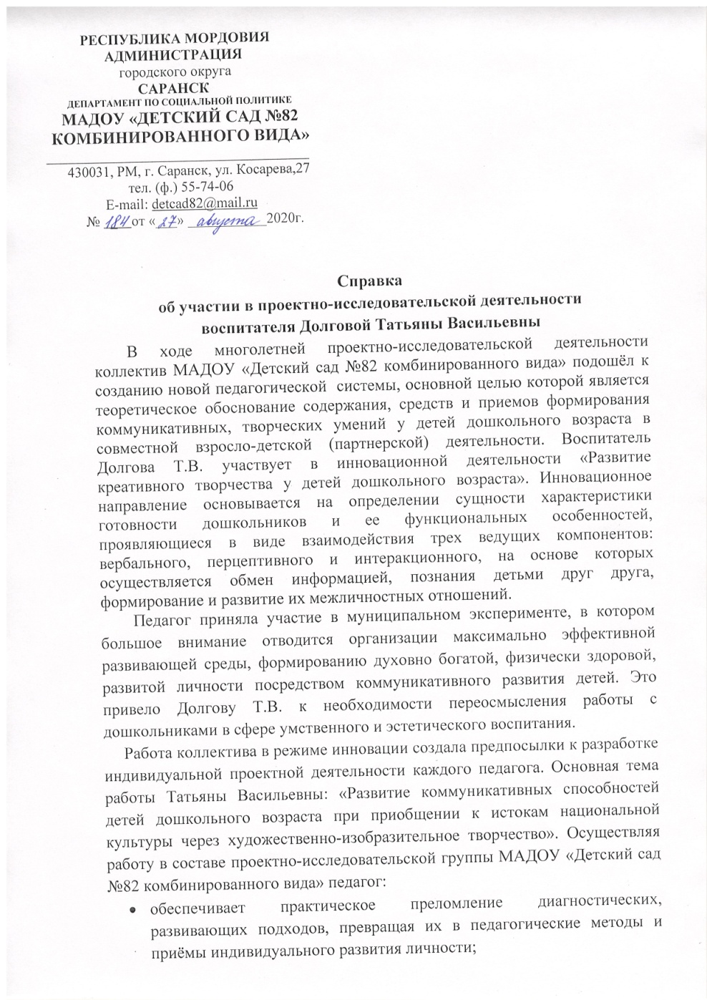 РЕСПУБЛИКА МОРДОВИЯ
АДМИНИСТРАЦИЯ
городского округа
САРАНСК
ДЕПАРТАМЕНТ ПО СОЦИАЛЬНОЙ ПОЛИТИКЕ
МАДОУ «ДЕТСКИЙ САД №82
КОМБИНИРОВАННОГО ВИДА»
430031, РМ, г. Саранск, ул. Косарева,27
тел. (ф.) 55-74-06
E-mail: detcad82@mail.ru
№ 184 от « 27 » августа 2020г.
Справка
об участии в проектно-исследовательской деятельности
воспитателя Долговой Татьяны Васильевны
В ходе многолетней проектно-исследовательской деятельности
коллектив МАДОУ «Детский сад №82 комбинированного вида» подошёл к
созданию новой педагогической системы, основной целью которой является
теоретическое обоснование содержания, средств и приемов формирования
коммуникативных, творческих умений у детей дошкольного возраста в
совместной взросло-детской (партнерской) деятельности. Воспитатель
Долгова Т.В. участвует в инновационной деятельности «Развитие
креативного творчества у детей дошкольного возраста». Инновационное
направление основывается на определении сущности характеристики
готовности дошкольников и ее функциональных особенностей,
проявляющиеся в виде взаимодействия трех ведущих компонентов:
вербального, перцептивного и интеракционного, на основе которых
осуществляется обмен информацией, познания детьми друг друга,
формирование и развитие их межличностных отношений.
Педагог приняла участие в муниципальном эксперименте, в котором
большое внимание отводится организации максимально эффективной
развивающей среды, формированию духовно богатой, физически здоровой,
развитой личности посредством коммуникативного развития детей. Это
привело Долгову Т.В. к необходимости переосмысления работы с
дошкольниками в сфере умственного и эстетического воспитания.
Работа коллектива в режиме инновации создала предпосылки к разработке
индивидуальной проектной деятельности каждого педагога. Основная тема
работы Татьяны Васильевны: «Развитие коммуникативных способностей
детей дошкольного возраста при приобщении к истокам национальной
культуры через художественно-изобразительное творчество». Осуществляя
работу в составе проектно-исследовательской группы МАДОУ «Детский сад
№82 комбинированного вида» педагог:
• обеспечивает практическое преломление диагностических,
развивающих подходов, превращая их в педагогические методы и
приёмы индивидуального развития личности;